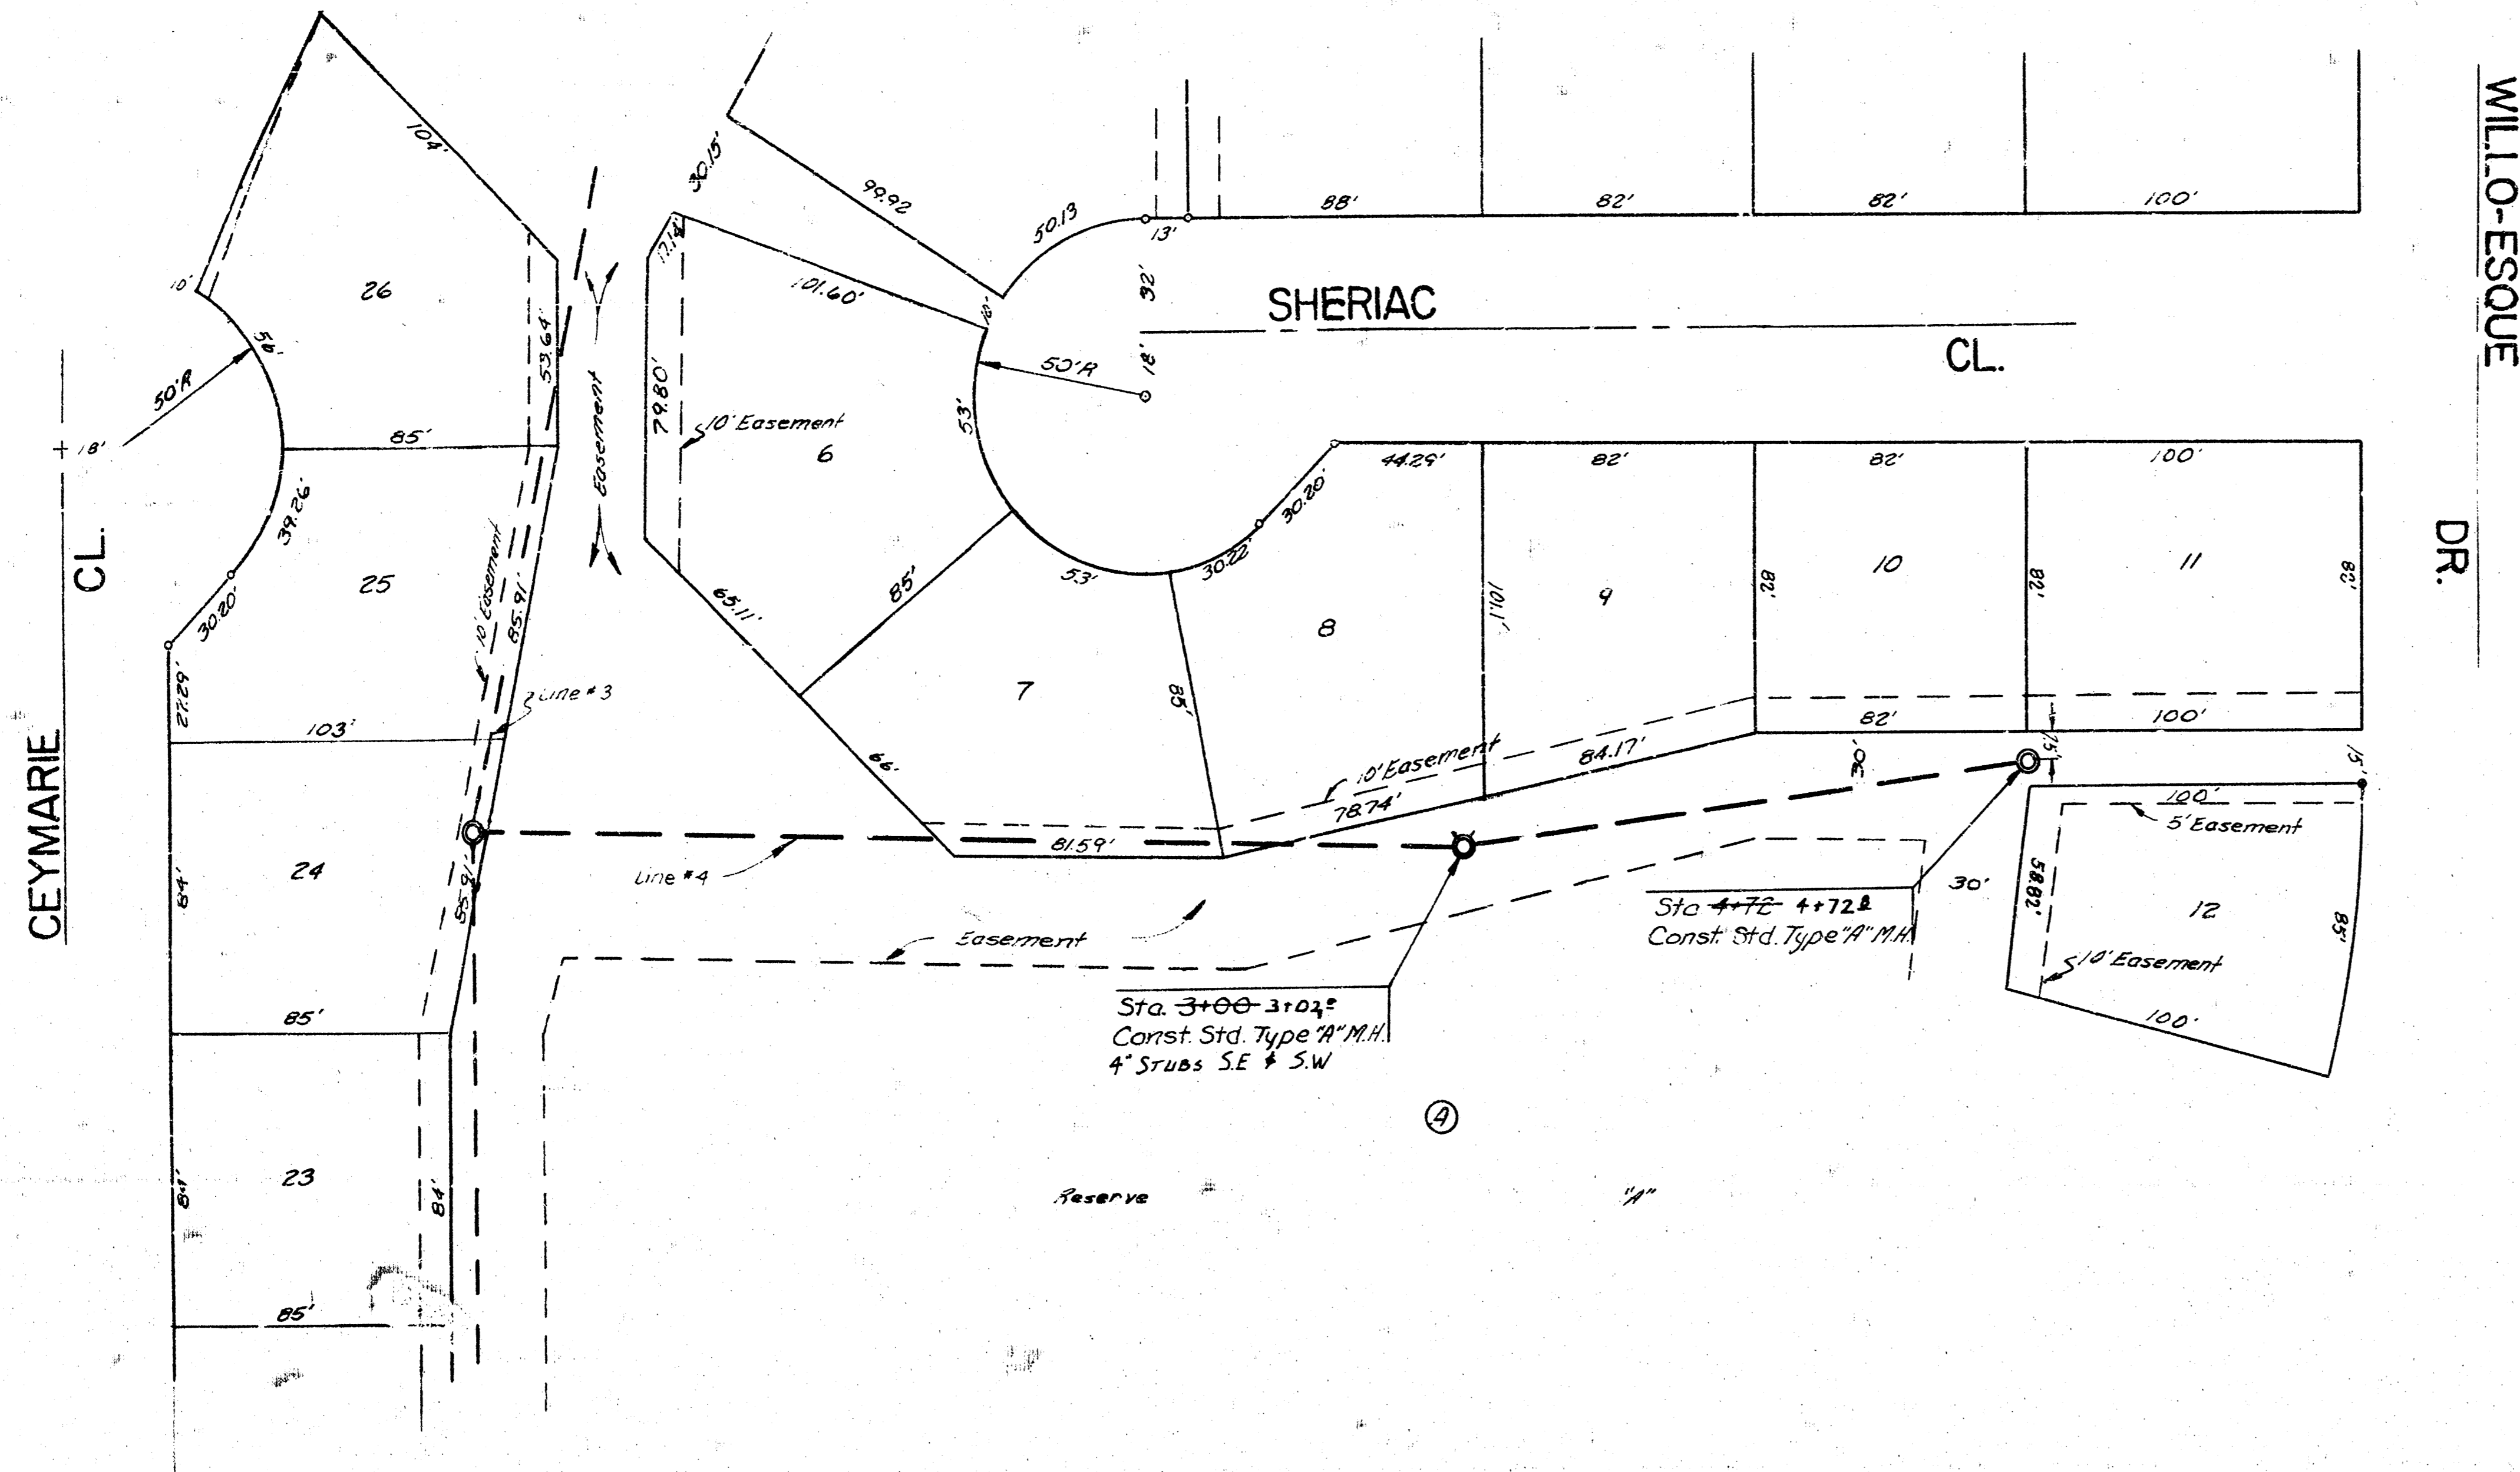 WILLO-ESQUE
DR.
SHERIAC
CL.
CEYMARIE
CL.
104'
10'
26
56'
50'R
18'
85'
53.64'
39.26'
30.20'
25
10' Easement
85.91'
27.29'
103'
Line #3
84'
24
85.91'
85'
84'
23
84'
85'
Easement
30.15'
99.92
50.13
13'
32'
18'
88'
82'
82'
100'
17.14'
101.60'
10'
79.80'
10' Easement
6
50'R
53'
65.11'
85'
53'
30.22'
30.20'
44.29'
82'
82'
100'
7
85'
8
101.1'
9
82'
10
82'
11
82'
66'
81.59'
10' Easement
78.74'
84.17'
82'
100'
30'
7.5'
15'
100'
5' Easement
58.82'
12
85'
10' Easement
100'
30'
Line #4
Easement
Sta. 3+00 3+02
Const. Std. Type "A" M.H.
4" STUBS S.E & S.W
Sta 4+72 4+72
Const. Std. Type "A" M.H.
A
Reserve "A"